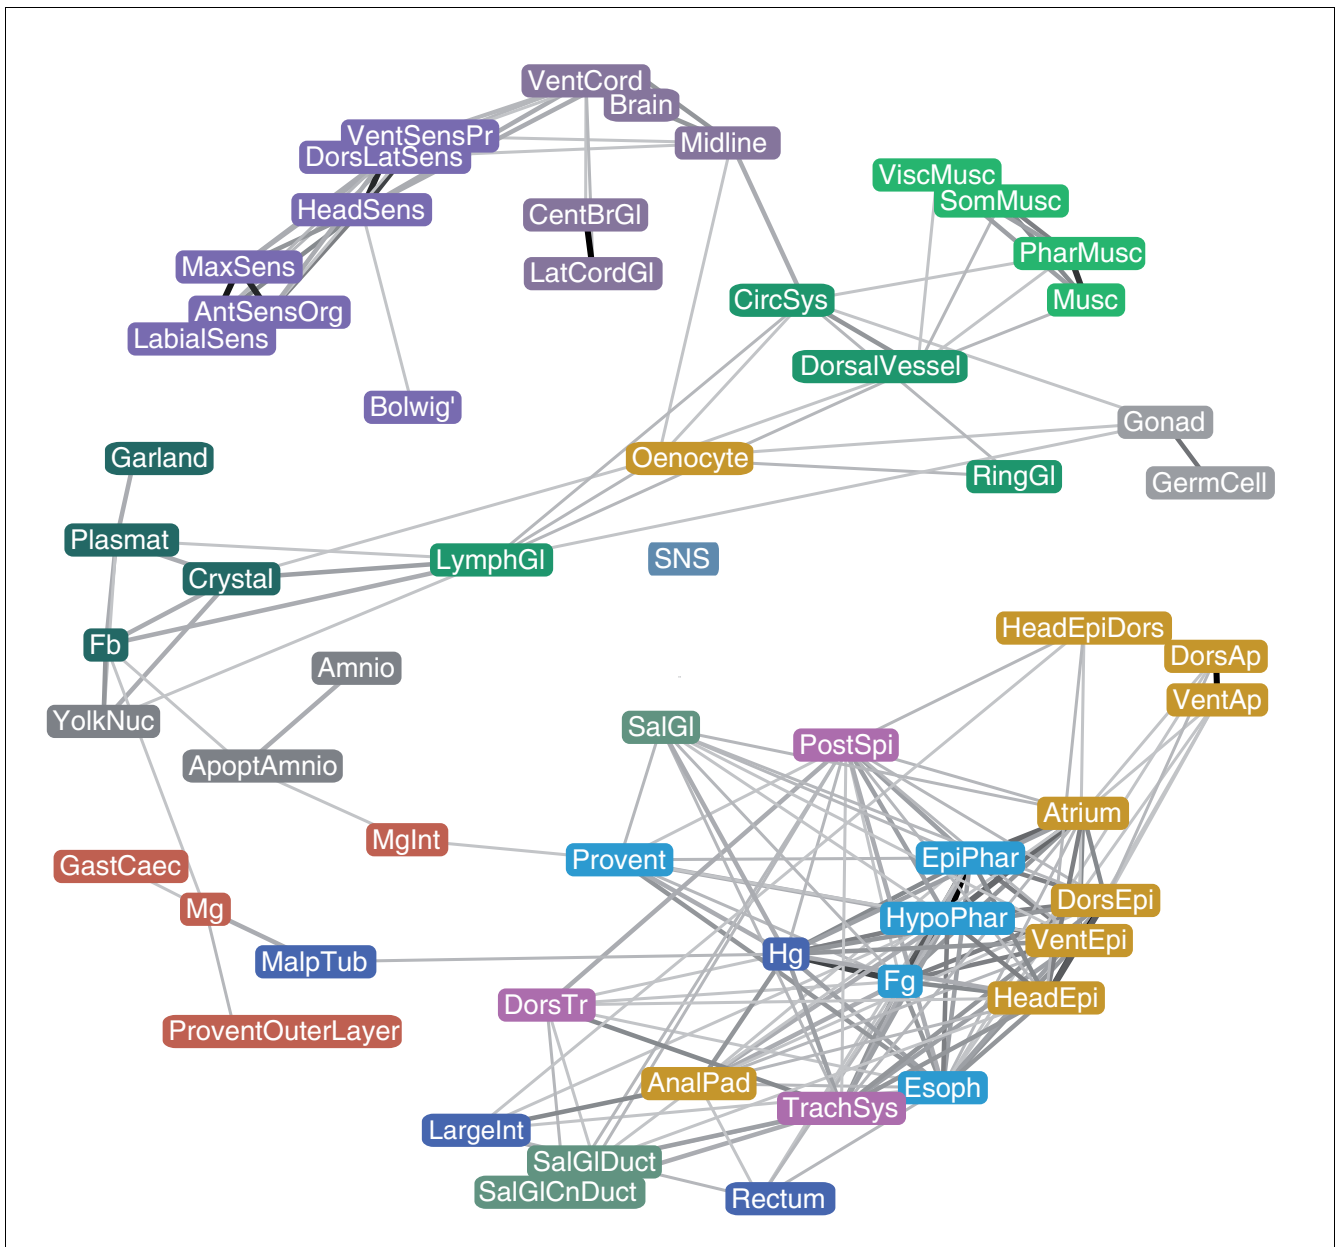 VentCord
Brain
VentSensPr
Midline
DorsLatSens
ViscMusc
SomMusc
HeadSens
CentBrGl
PharMusc
MaxSens
LatCordGl
CircSys
Musc
AntSensOrg
LabialSens
DorsalVessel
Bolwig'
Gonad
Garland
Oenocyte
RingGl
GermCell
Plasmat
LymphGl
SNS
Crystal
HeadEpiDors
Fb
DorsAp
Amnio
VentAp
YolkNuc
SalGl
PostSpi
ApoptAmnio
Atrium
MgInt
Provent
EpiPhar
GastCaec
DorsEpi
Mg
HypoPhar
VentEpi
MalpTub
Hg
Fg
HeadEpi
DorsTr
ProventOuterLayer
AnalPad
Esoph
TrachSys
LargeInt
SalGlDuct
SalGlCnDuct
Rectum